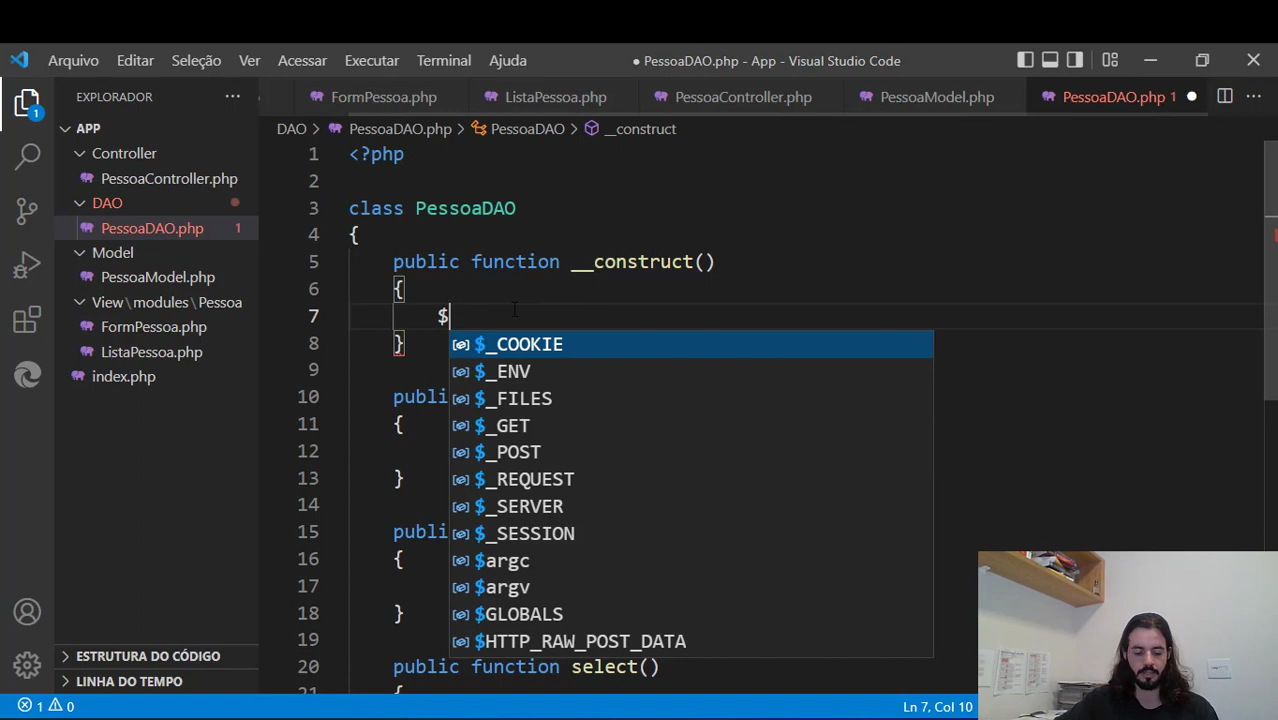 Arquivo Editar Seleção Ver Acessar Executar Terminal Ajuda ● PessoaDAO.php - App - Visual Studio Code
EXPLORADOR ···
FormPessoa.php ListaPessoa.php PessoaController.php PessoaModel.php PessoaDAO.php 1 ● ···
DAO > PessoaDAO.php > PessoaDAO > __construct
1
APP
Controller
PessoaController.php
DAO
PessoaDAO.php 1
Model
PessoaModel.php
View\modules\Pessoa
FormPessoa.php
ListaPessoa.php
index.php
ESTRUTURA DO CÓDIGO
LINHA DO TEMPO
1 <?php
2
3 class PessoaDAO
4 {
5 public function __construct()
6 {
7 $
8 }
9
10 publi
11 {
12
13 }
14
15 publi
16 {
17
18 }
19
20 public function select()
21 {
$_COOKIE
$_ENV
$_FILES
$_GET
$_POST
$_REQUEST
$_SERVER
$_SESSION
$argc
$argv
$GLOBALS
$HTTP_RAW_POST_DATA
1 0 Ln 7, Col 10